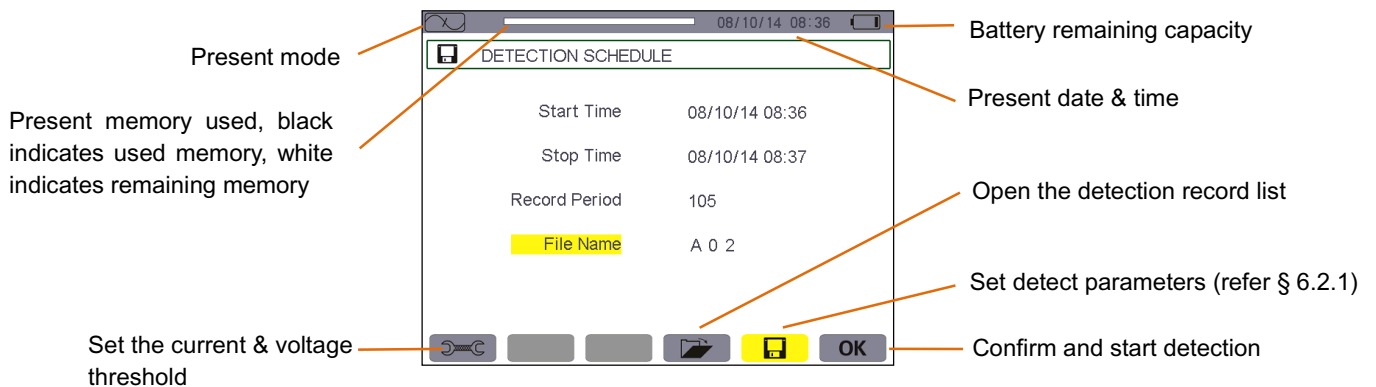 08/10/14 08:36
Battery remaining capacity
Present mode
DETECTION SCHEDULE
Present date & time
Present memory used, black
indicates used memory, white
indicates remaining memory
Start Time 08/10/14 08:36
Stop Time 08/10/14 08:37
Record Period 105
File Name A 0 2
Open the detection record list
Set detect parameters (refer § 6.2.1)
Set the current & voltage
threshold
OK
Confirm and start detection